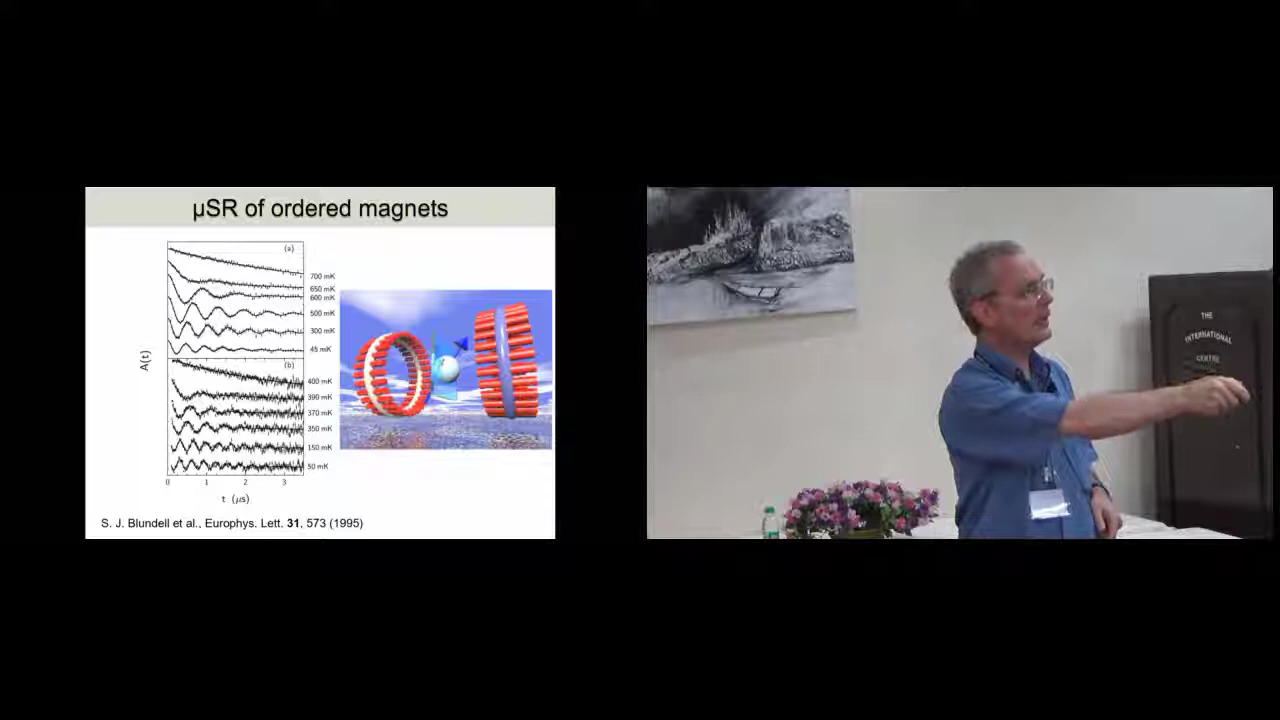 µSR of ordered magnets
(a)
700 mK
650 mK
600 mK
500 mK
300 mK
45 mK
A(t)
(b)
400 mK
390 mK
370 mK
350 mK
150 mK
50 mK
0 1 2 3
t (µs)
S. J. Blundell et al., Europhys. Lett. 31, 573 (1995)
THE
INTERNATIONAL
CENTRE